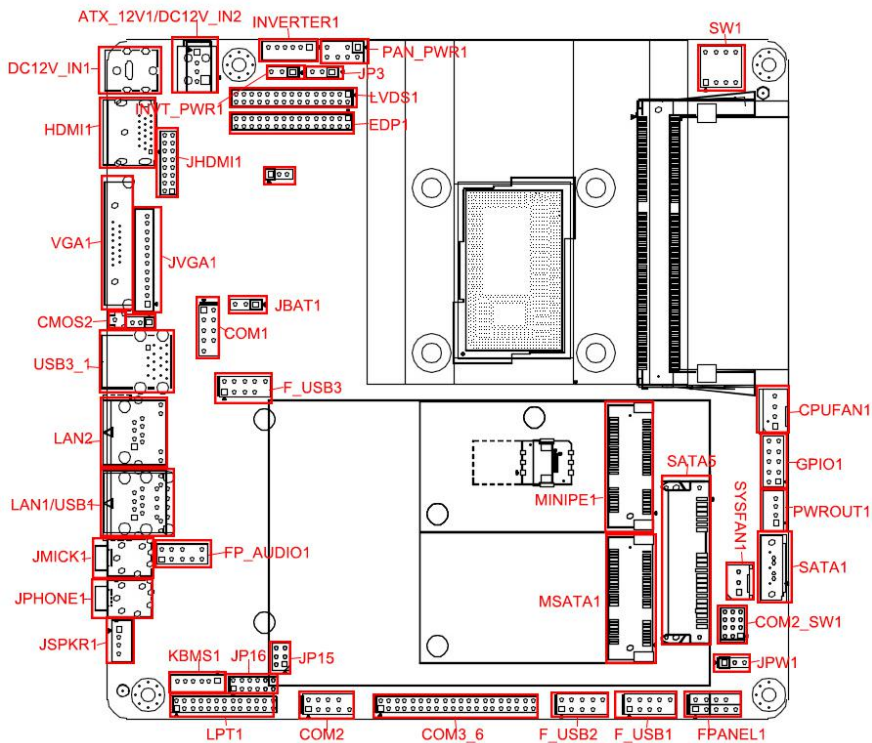 ATX_12V1/DC12V_IN2
INVERTER1
SW1
PAN_PWR1
DC12V_IN1
JP3
LVDS1
INVT_PWR1
HDMI1
EDP1
JHDMI1
VGA1
JVGA1
JBAT1
CMOS2
COM1
USB3_1
F_USB3
CPUFAN1
LAN2
SATA5
GPIO1
MINIPE1
SYSFAN1
LAN1/USB1
PWROUT1
JMICK1
FP_AUDIO1
SATA1
JPHONE1
MSATA1
COM2_SW1
JSPKR1
KBMS1
JP16
JP15
JPW1
LPT1
COM2
COM3_6
F_USB2
F_USB1
FPANEL1